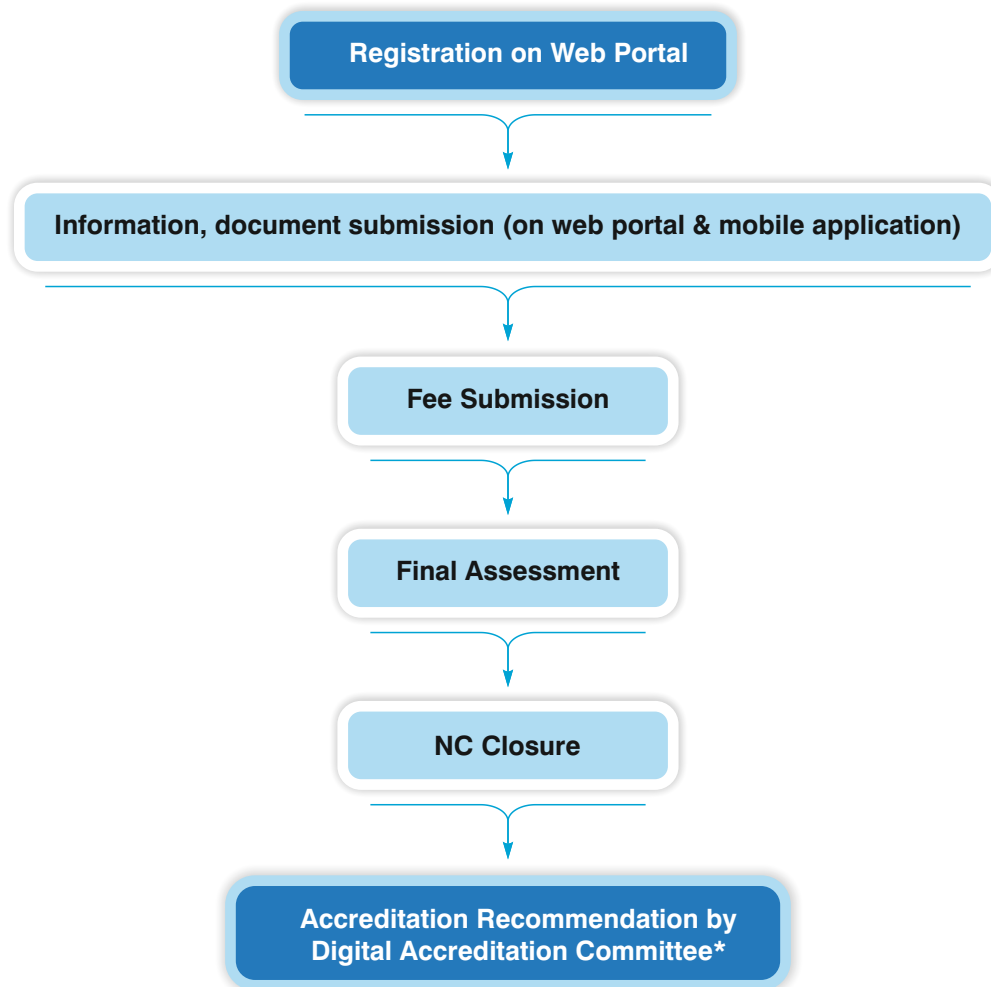 Registration on Web Portal
Information, document submission (on web portal & mobile application)
Fee Submission
Final Assessment
NC Closure
Accreditation Recommendation by
Digital Accreditation Committee*